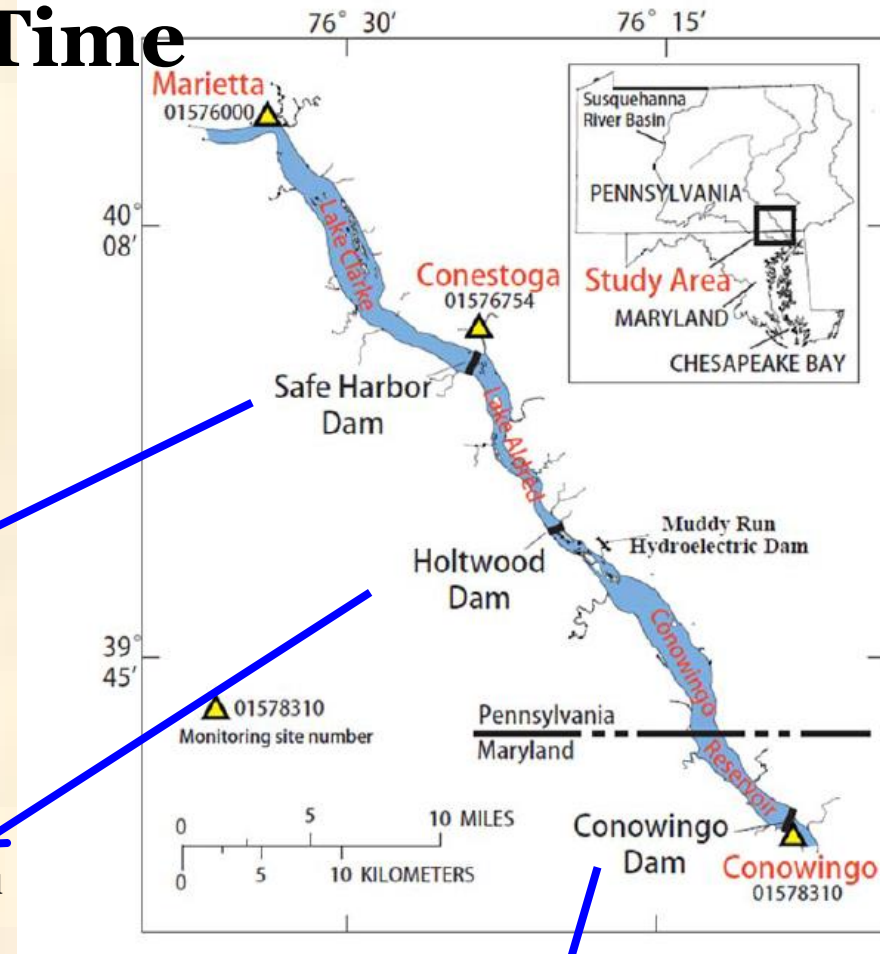 Time
76° 30′
76° 15′
Marietta
01576000
Susquehanna
River Basin
PENNSYLVANIA
40°
08′
Lake Clarke
Conestoga
01576754
Study Area
MARYLAND
CHESAPEAKE BAY
Safe Harbor
Dam
Lake Aldred
Muddy Run
Hydroelectric Dam
Holtwood
Dam
Conowingo
39°
45′
01578310
Monitoring site number
Pennsylvania
Maryland
Reservoir
0
5
10 MILES
0
5
10 KILOMETERS
Conowingo
Dam
Conowingo
01578310